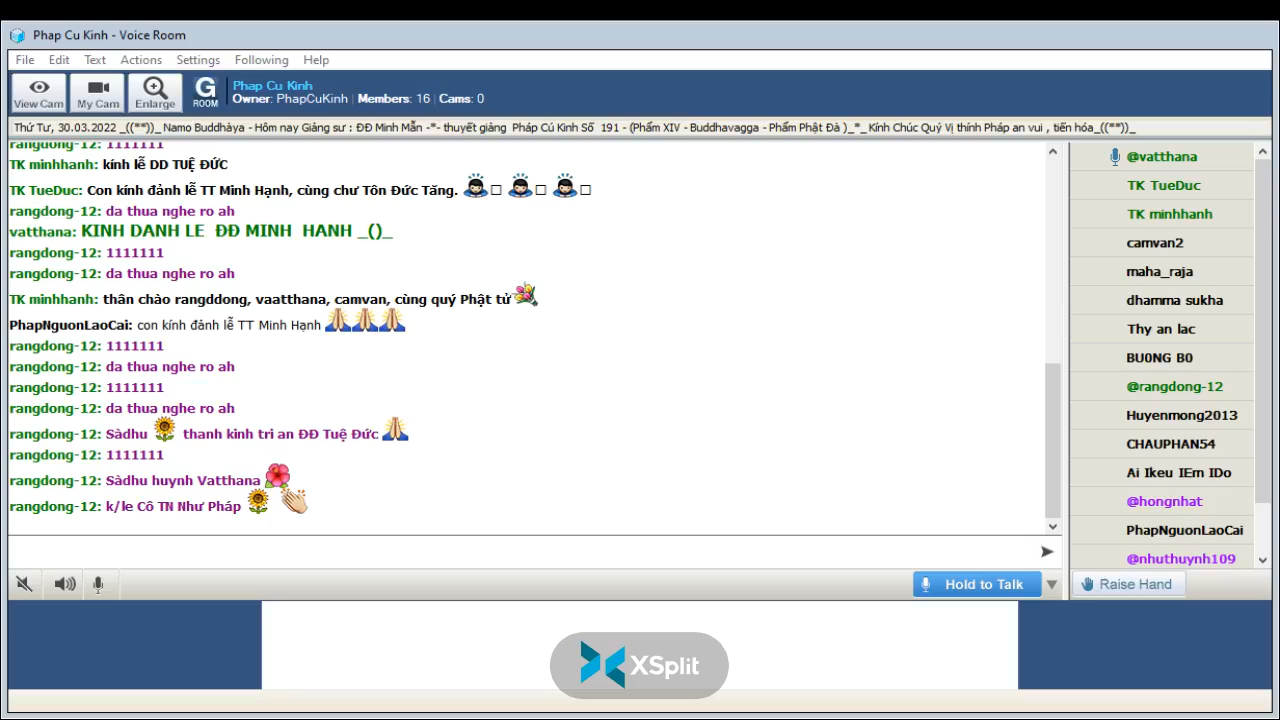 Phap Cu Kinh - Voice Room
File Edit Text Actions Settings Following Help
View Cam My Cam Enlarge G ROOM
Phap Cu Kinh
Owner: PhapCuKinh | Members: 16 | Cams: 0
Thứ Tư, 30.03.2022 _((**))_ Namo Buddhàya - Hôm nay Giảng sư : ĐĐ Minh Mẫn -*- thuyết giảng Pháp Cú Kinh Số 191 - (Phẩm XIV - Buddhavagga - Phẩm Phật Đà )_*_ Kính Chúc Quý Vị thính Pháp an vui , tiến hóa_((**))_
rangdong-12: 1111111
TK minhhanh: kính lễ DD TUỆ ĐỨC
TK TueDuc: Con kính đảnh lễ TT Minh Hạnh, cùng chư Tôn Đức Tăng.
rangdong-12: da thua nghe ro ah
vatthana: KINH DANH LE ĐĐ MINH HANH _()_
rangdong-12: 1111111
rangdong-12: da thua nghe ro ah
TK minhhanh: thân chào rangddong, vaatthana, camvan, cùng quý Phật tử
PhapNguonLaoCai: con kính đảnh lễ TT Minh Hạnh
rangdong-12: 1111111
rangdong-12: da thua nghe ro ah
rangdong-12: 1111111
rangdong-12: da thua nghe ro ah
rangdong-12: Sàdhu thanh kinh tri an ĐĐ Tuệ Đức
rangdong-12: 1111111
rangdong-12: Sàdhu huynh Vatthana
rangdong-12: k/le Cô TN Như Pháp
@vatthana
TK TueDuc
TK minhhanh
camvan2
maha_raja
dhamma sukha
Thy an lac
BU0NG B0
@rangdong-12
Huyenmong2013
CHAUPHAN54
Ai Ikeu IEm IDo
@hongnhat
PhapNguonLaoCai
@nhuthuynh109
Hold to Talk
Raise Hand
XSplit